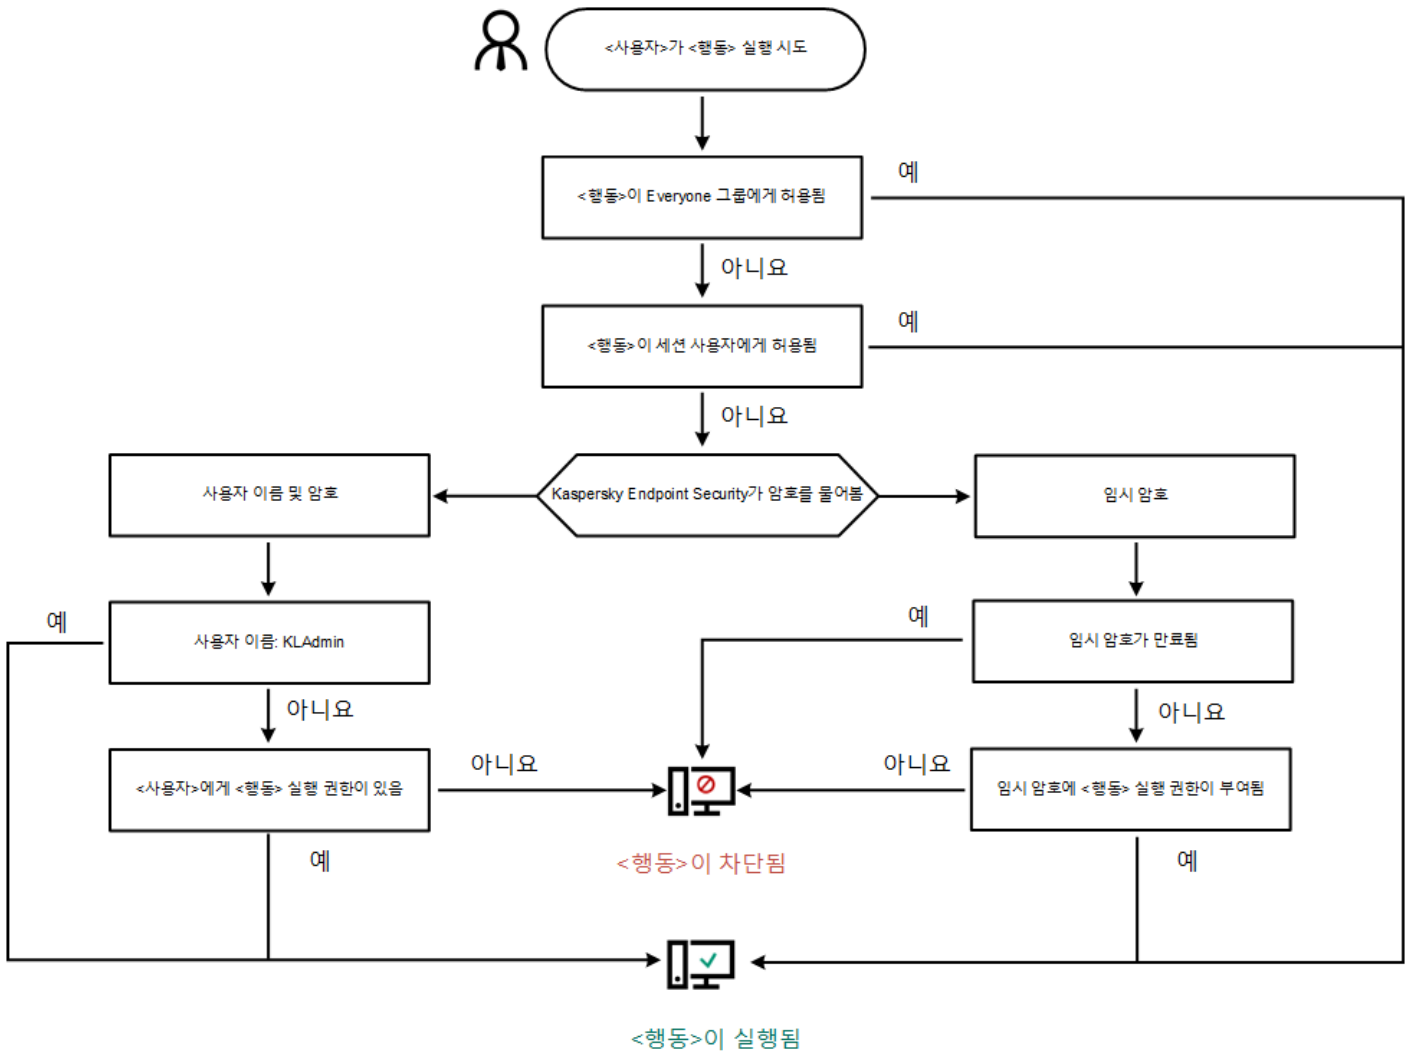 <사용자>가 <행동> 실행 시도
예
<행동>이 Everyone 그룹에게 허용됨
아니요
예
<행동>이 세션 사용자에게 허용됨
아니요
사용자 이름 및 암호
Kaspersky Endpoint Security가 암호를 물어봄
임시 암호
예
사용자 이름: KLAdmin
예
임시 암호가 만료됨
아니요
아니요
<사용자>에게 <행동> 실행 권한이 있음
아니요
아니요
임시 암호에 <행동> 실행 권한이 부여됨
예
<행동>이 차단됨
예
<행동>이 실행됨